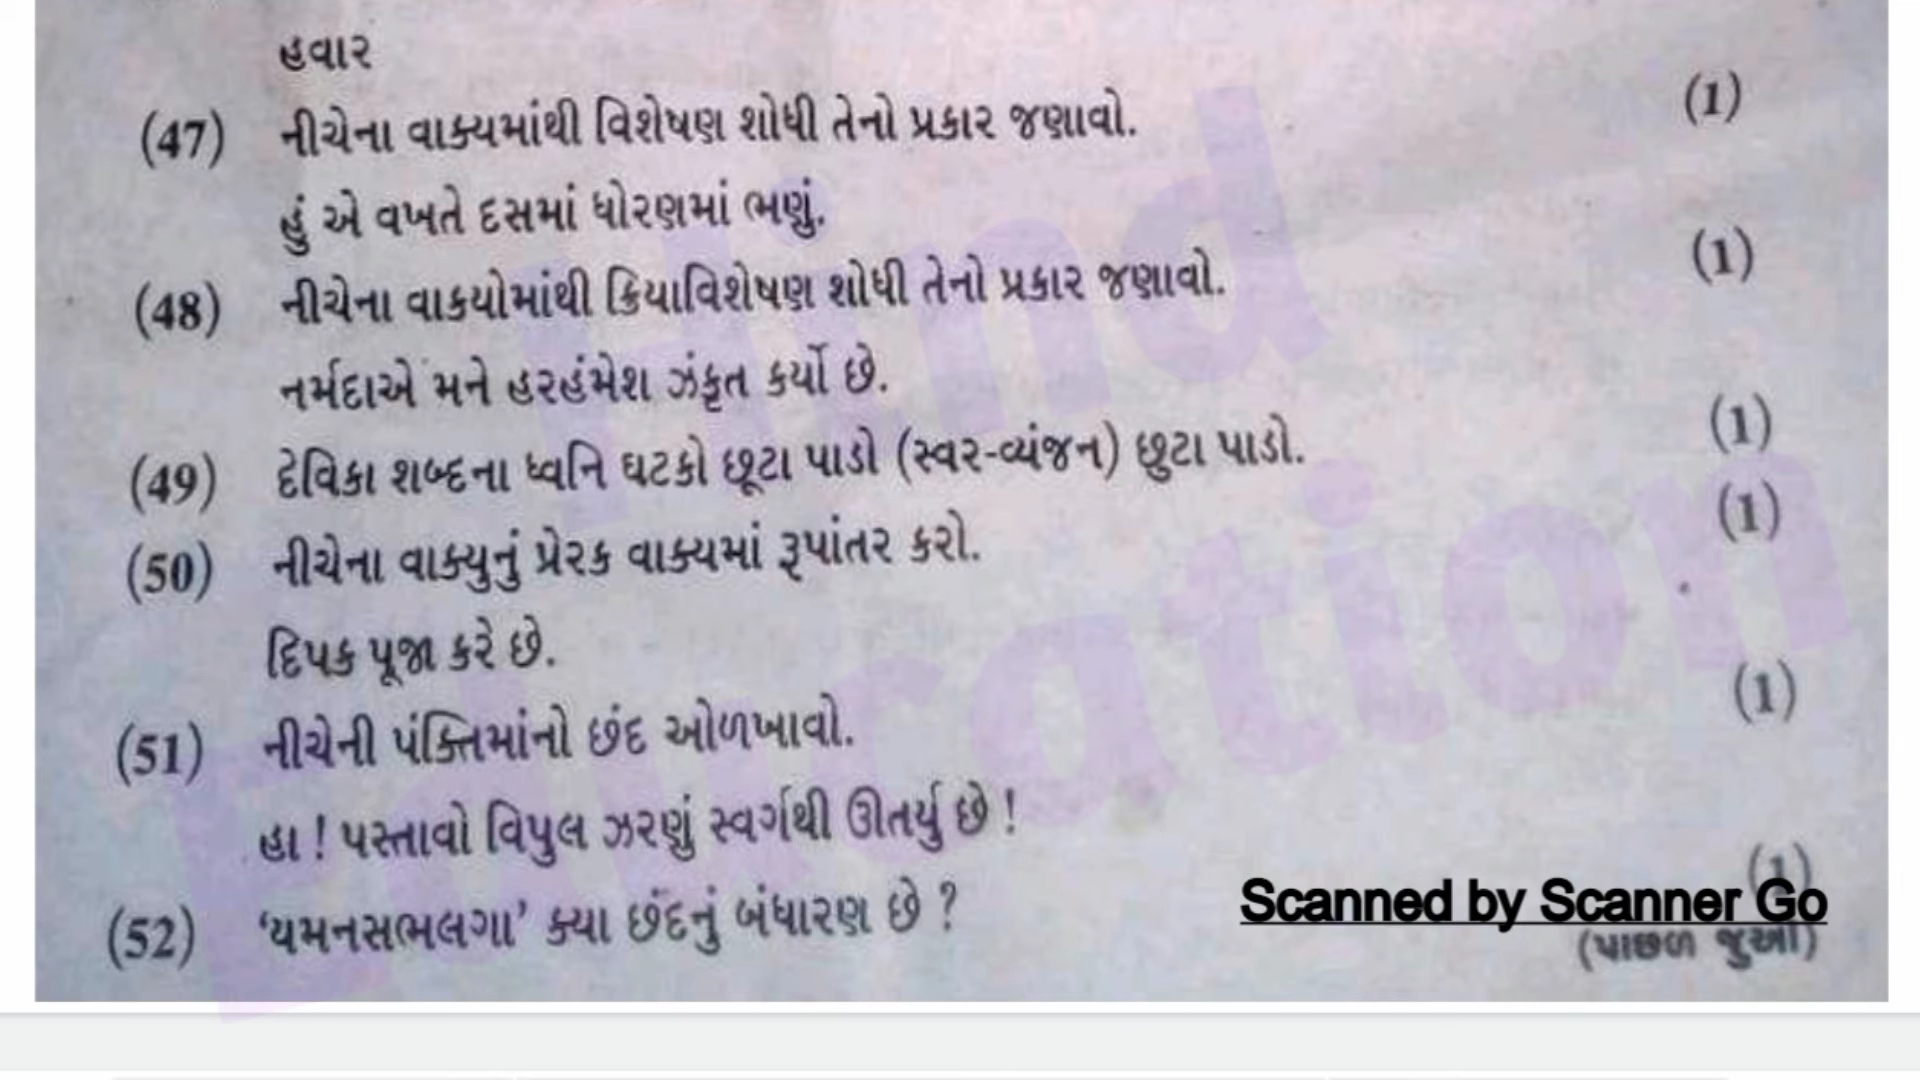 હવાર
(47) નીચેના વાક્યમાંથી વિશેષણ શોધી તેનો પ્રકાર જણાવો. (1)
હું એ વખતે દસમાં ધોરણમાં ભણું.
(48) નીચેના વાકયોમાંથી ક્રિયાવિશેષણ શોધી તેનો પ્રકાર જણાવો. (1)
નર્મદાએ મને હરહંમેશ ઝંકૃત કર્યો છે.
(49) દેવિકા શબ્દના ધ્વનિ ઘટકો છૂટા પાડો (સ્વર-વ્યંજન) છુટા પાડો. (1)
(50) નીચેના વાક્યુનું પ્રેરક વાક્યમાં રૂપાંતર કરો. (1)
દિપક પૂજા કરે છે.
(51) નીચેની પંક્તિમાંનો છંદ ઓળખાવો. (1)
હા ! પસ્તાવો વિપુલ ઝરણું સ્વર્ગથી ઊતર્યુ છે !
(52) ‘યમનસભલગા’ ક્યા છંદનું બંધારણ છે ? (1)
Scanned by Scanner Go
(પાછળ જુઓ)
Hind
Education